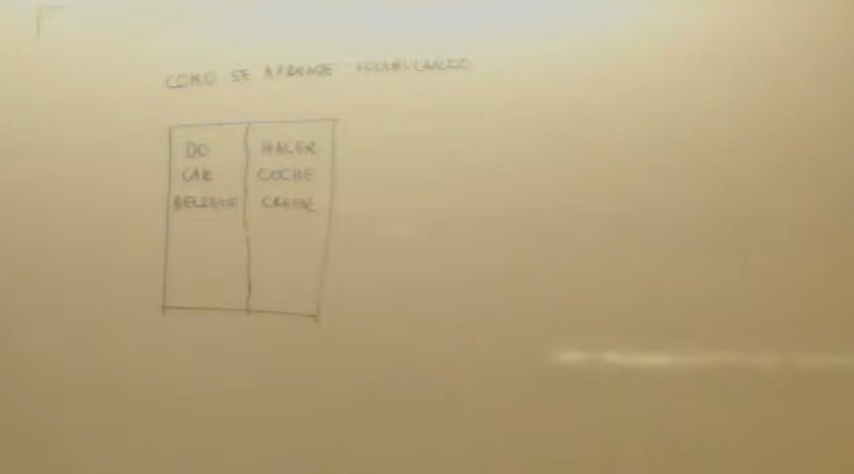 COMO SE APRENDE VOCABULARIO
DO HACER
CAR COCHE
BELIEVE CREER